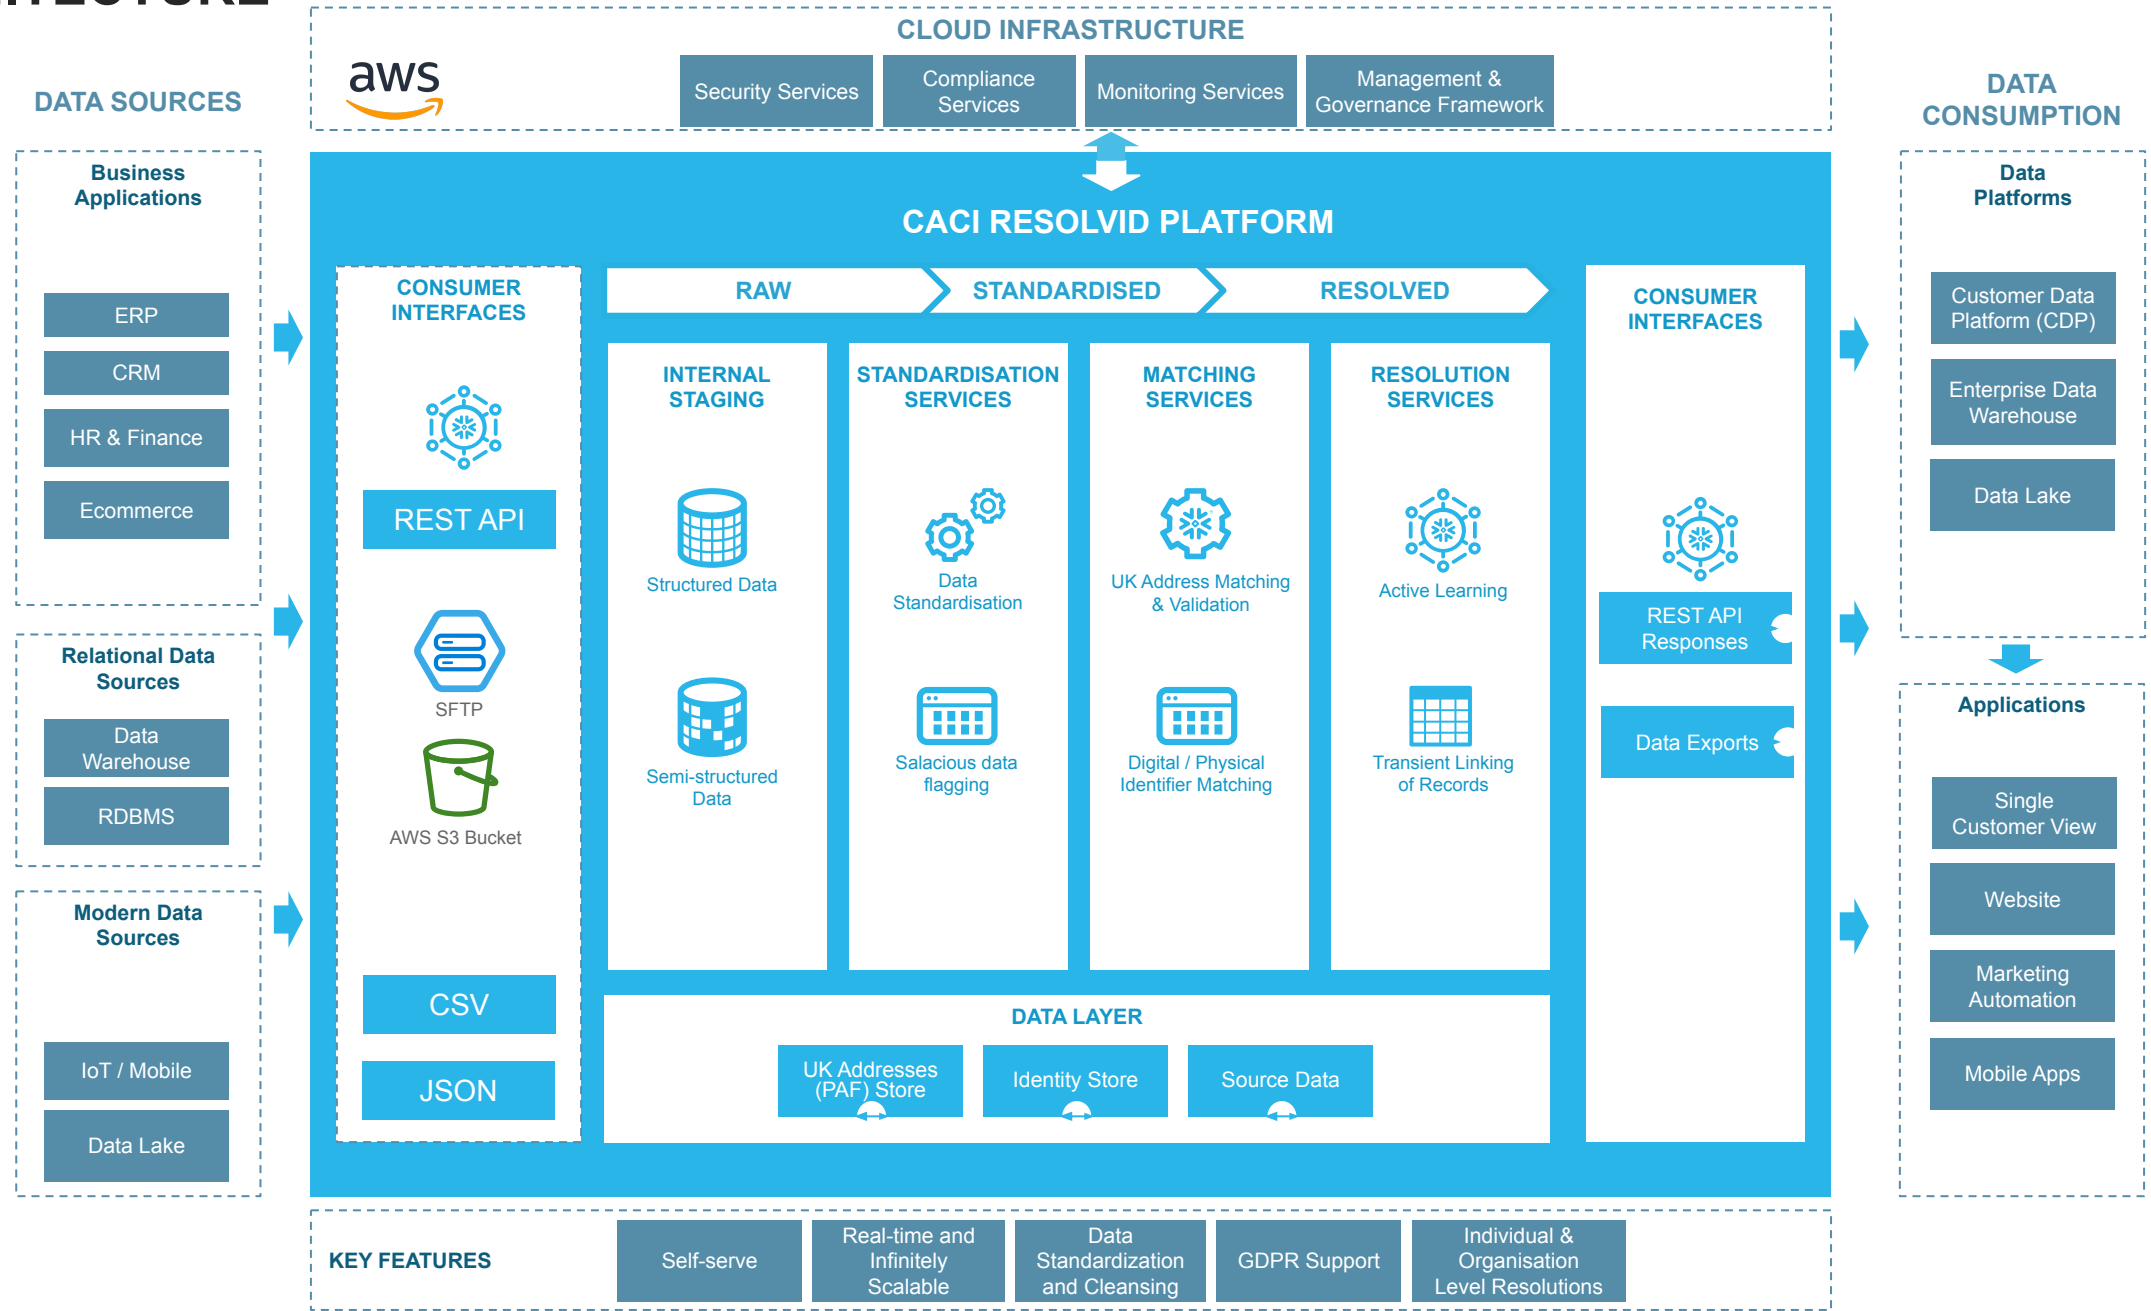 CLOUD INFRASTRUCTURE
aws
Security Services
Compliance
Services
Monitoring Services
Management &
Governance Framework
DATA SOURCES
Business
Applications
ERP
CRM
HR & Finance
Ecommerce
Relational Data
Sources
Data
Warehouse
RDBMS
Modern Data
Sources
IoT / Mobile
Data Lake
CACI RESOLVID PLATFORM
CONSUMER
INTERFACES
REST API
SFTP
AWS S3 Bucket
CSV
JSON
RAW
STANDARDISED
RESOLVED
INTERNAL
STAGING
Structured Data
Semi-structured
Data
STANDARDISATION
SERVICES
Data
Standardisation
Salacious data
flagging
MATCHING
SERVICES
UK Address Matching
& Validation
Digital / Physical
Identifier Matching
RESOLUTION
SERVICES
Active Learning
Transient Linking
of Records
DATA LAYER
UK Addresses
(PAF) Store
Identity Store
Source Data
CONSUMER
INTERFACES
REST API
Responses
Data Exports
DATA
CONSUMPTION
Data
Platforms
Customer Data
Platform (CDP)
Enterprise Data
Warehouse
Data Lake
Applications
Single
Customer View
Website
Marketing
Automation
Mobile Apps
KEY FEATURES
Self-serve
Real-time and
Infinitely
Scalable
Data
Standardization
and Cleansing
GDPR Support
Individual &
Organisation
Level Resolutions